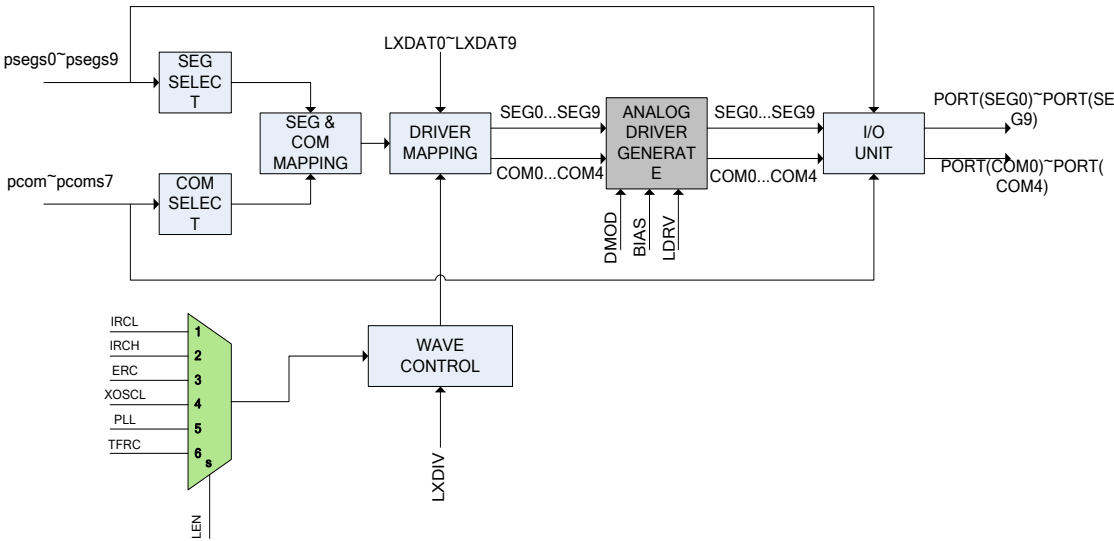 psegs0~psegs9
SEG
SELEC
T
LXDAT0~LXDAT9
SEG &
COM
MAPPING
DRIVER
MAPPING
SEG0...SEG9
COM0...COM4
ANALOG
DRIVER
GENERAT
E
SEG0...SEG9
COM0...COM4
I/O
UNIT
PORT(SEG0)~PORT(SE
G9)
PORT(COM0)~PORT(
COM4)
pcom~pcoms7
COM
SELEC
T
DMOD
BIAS
LDRV
IRCL
IRCH
ERC
XOSCL
PLL
TFRC
1
2
3
4
5
6
s
LEN
WAVE
CONTROL
LXDIV